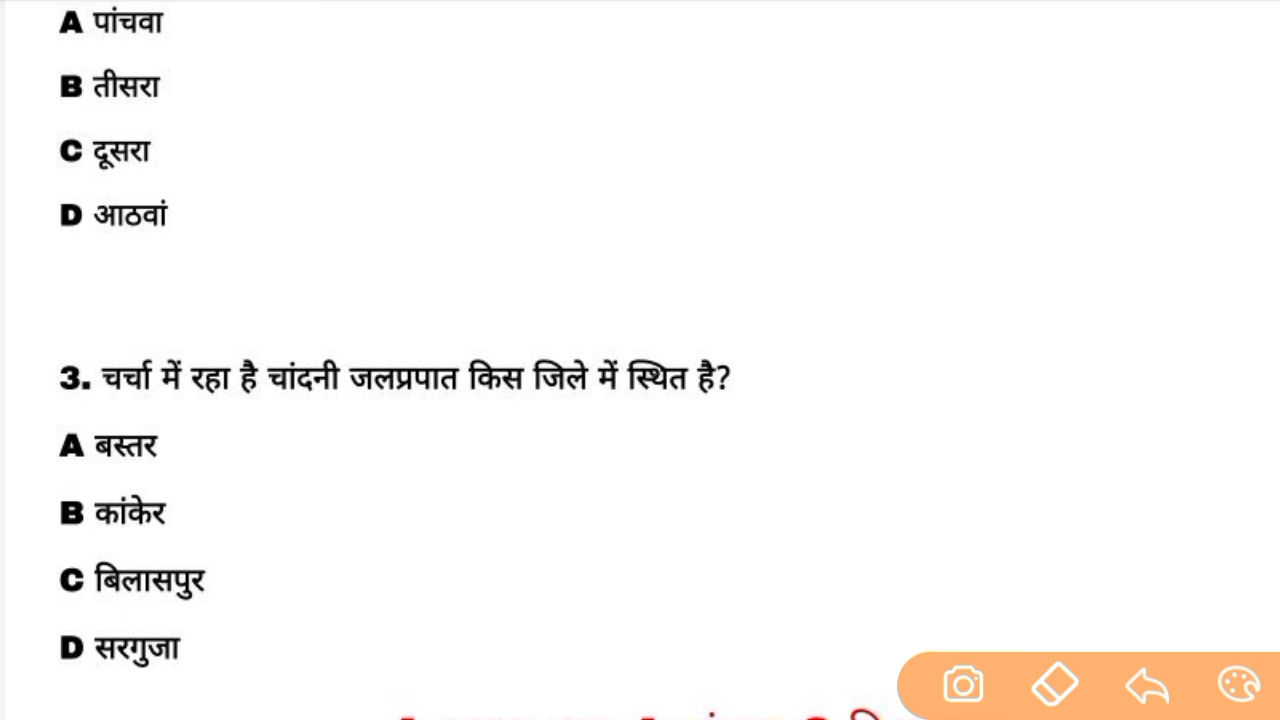 A पांचवा
B तीसरा
C दूसरा
D आठवां
3. चर्चा में रहा है चांदनी जलप्रपात किस जिले में स्थित है?
A बस्तर
B कांकेर
C बिलासपुर
D सरगुजा